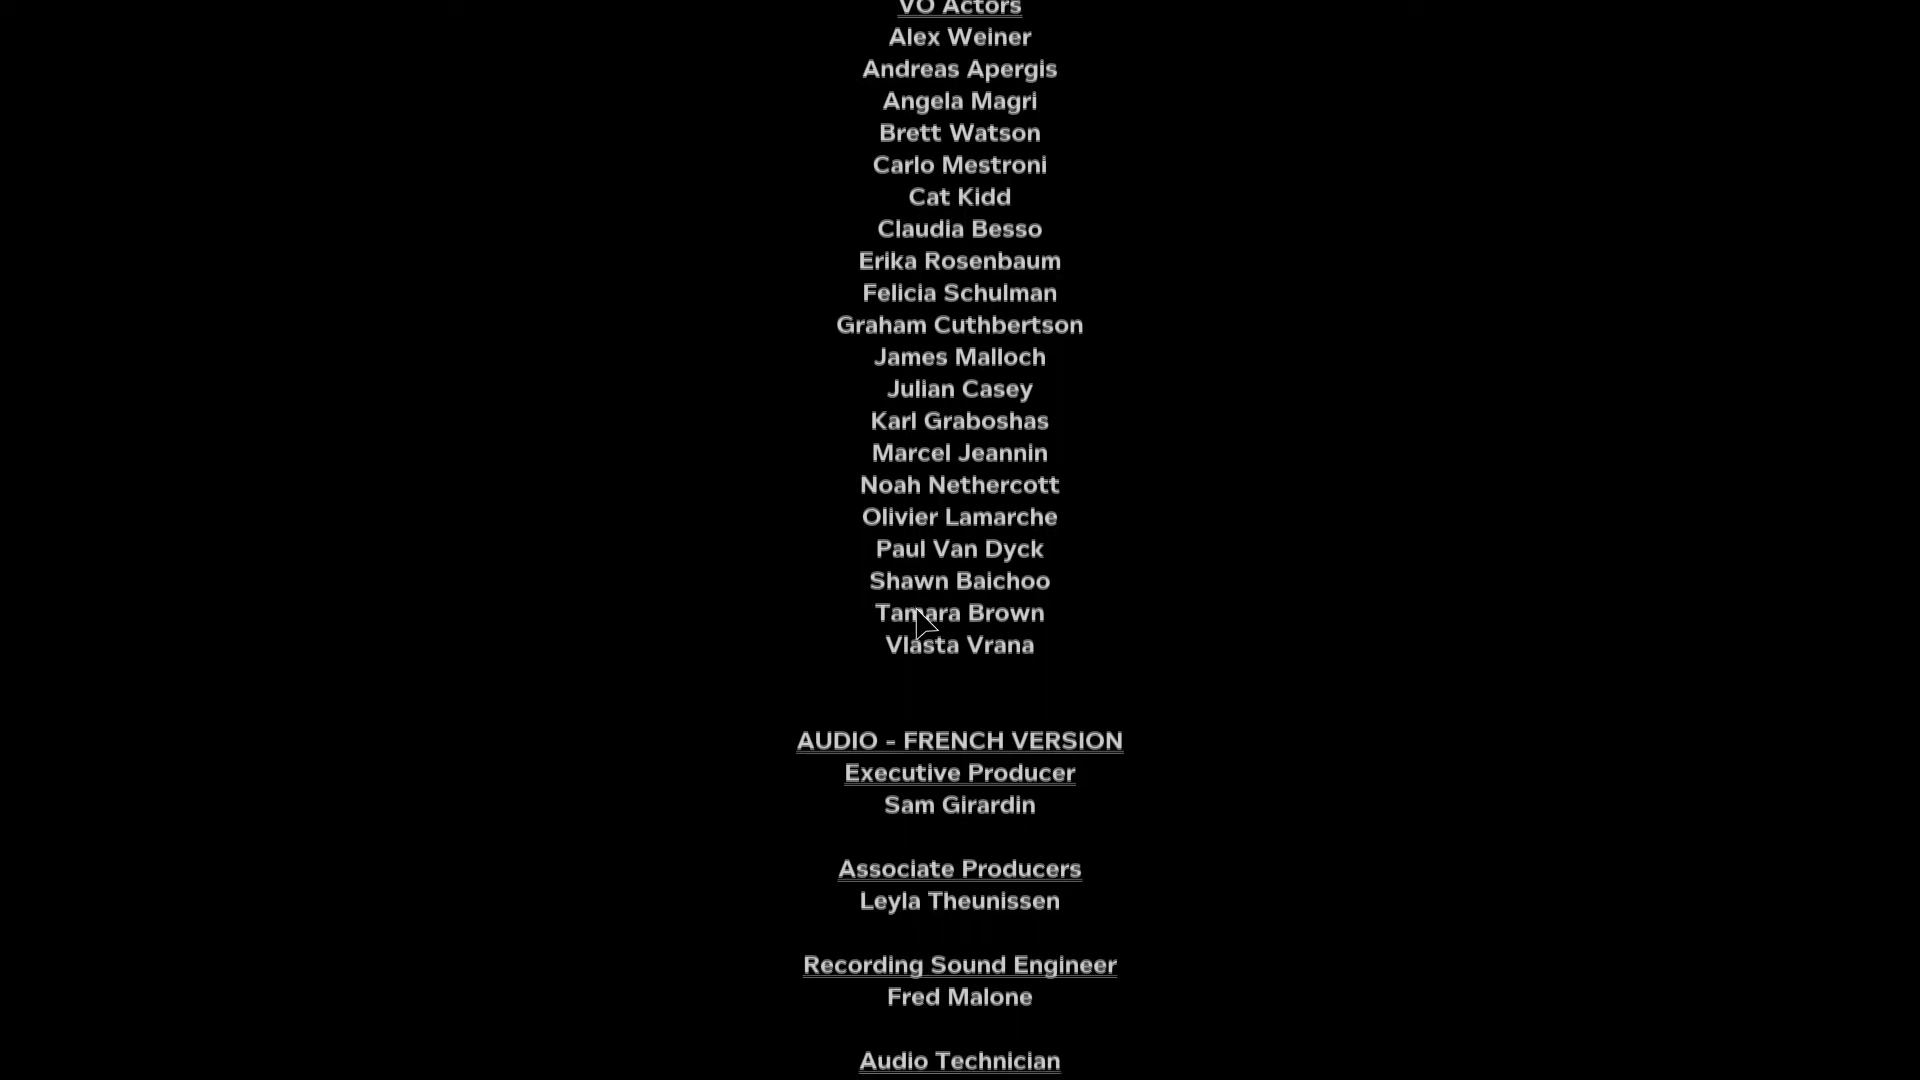 VO Actors
Alex Weiner
Andreas Apergis
Angela Magri
Brett Watson
Carlo Mestroni
Cat Kidd
Claudia Besso
Erika Rosenbaum
Felicia Schulman
Graham Cuthbertson
James Malloch
Julian Casey
Karl Graboshas
Marcel Jeannin
Noah Nethercott
Olivier Lamarche
Paul Van Dyck
Shawn Baichoo
Tamara Brown
Vlasta Vrana
AUDIO - FRENCH VERSION
Executive Producer
Sam Girardin
Associate Producers
Leyla Theunissen
Recording Sound Engineer
Fred Malone
Audio Technician